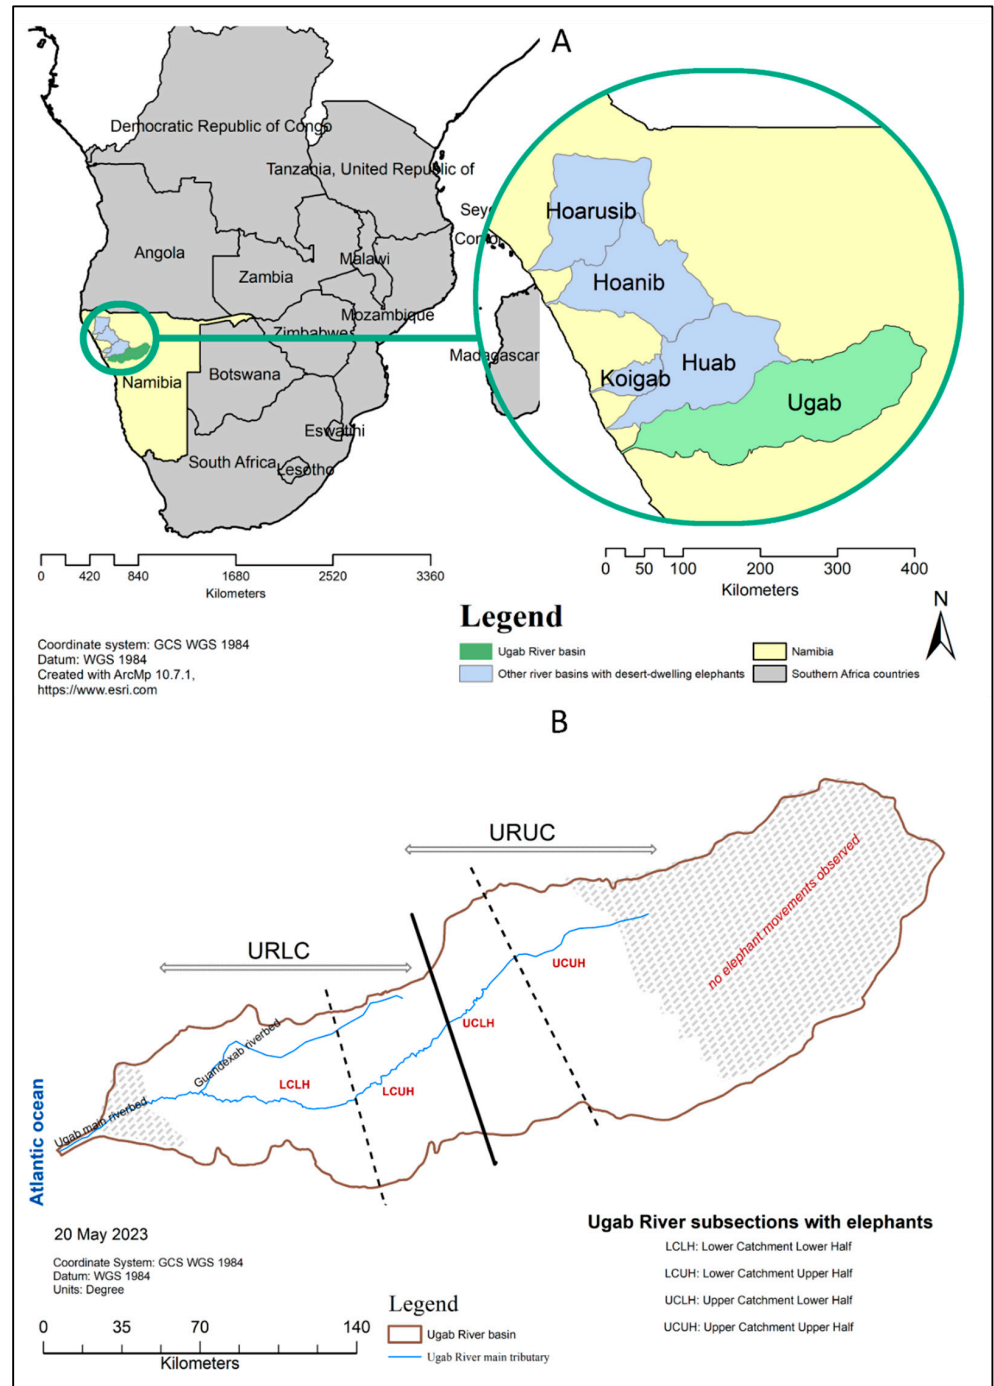 A
Democratic Republic of Congo
Tanzania, United Republic of
Angola
Zambia
Malawi
Mozambique
Zimbabwe
Namibia
Botswana
Madagascar
Eswatini
South Africa
Lesotho
Hoarusib
Hoanib
Huab
Koigab
Ugab
0 420 840 1680 2520 3360
Kilometers
0 50 100 200 300 400
Kilometers
N
Legend
Ugab River basin
Namibia
Other river basins with desert-dwelling elephants
Southern Africa countries
Coordinate system: GCS WGS 1984
Datum: WGS 1984
Created with ArcMp 10.7.1,
https://www.esri.com
B
URUC
URLC
no elephant movements observed
UCUH
UCLH
LCLH
LCUH
Guandexab riverbed
Ugab main riverbed
Atlantic ocean
20 May 2023
Coordinate System: GCS WGS 1984
Datum: WGS 1984
Units: Degree
0 35 70 140
Kilometers
Legend
Ugab River basin
Ugab River main tributary
Ugab River subsections with elephants
LCLH: Lower Catchment Lower Half
LCUH: Lower Catchment Upper Half
UCLH: Upper Catchment Lower Half
UCUH: Upper Catchment Upper Half